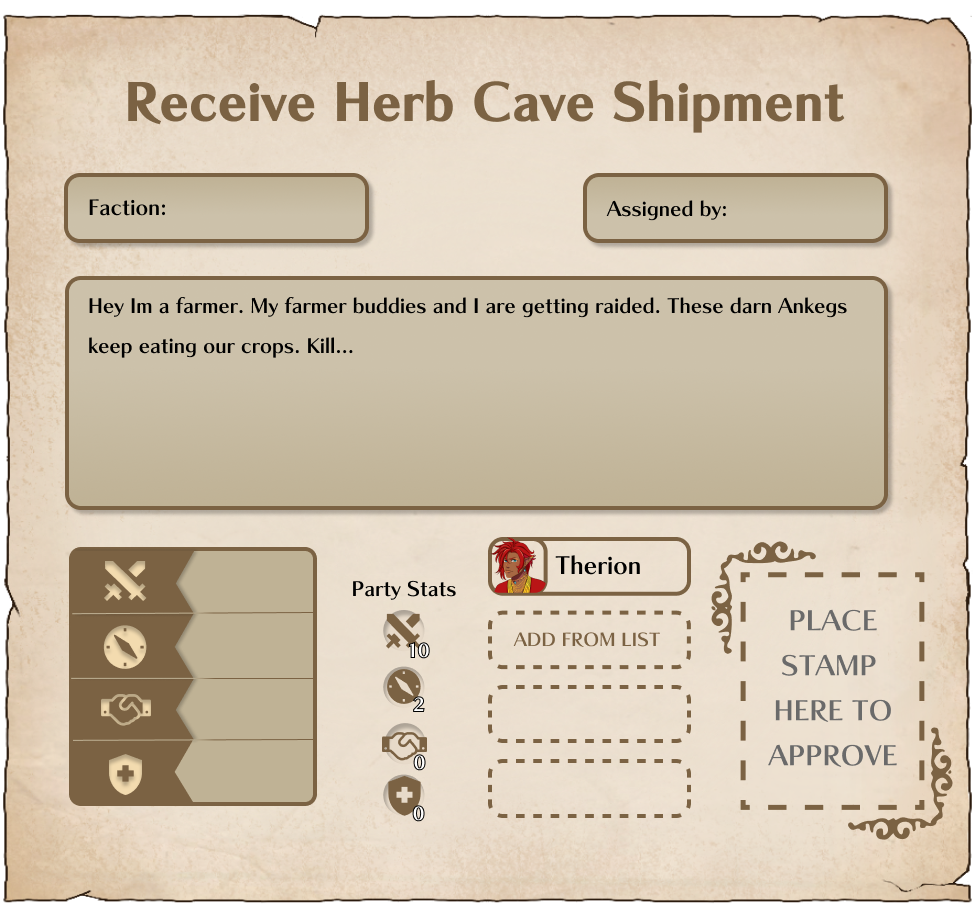 Receive Herb Cave Shipment
Faction:
Assigned by:
Hey Im a farmer. My farmer buddies and I are getting raided. These darn Ankegs
keep eating our crops. Kill...
Party Stats
10
2
0
0
Therion
ADD FROM LIST
PLACE
STAMP
HERE TO
APPROVE